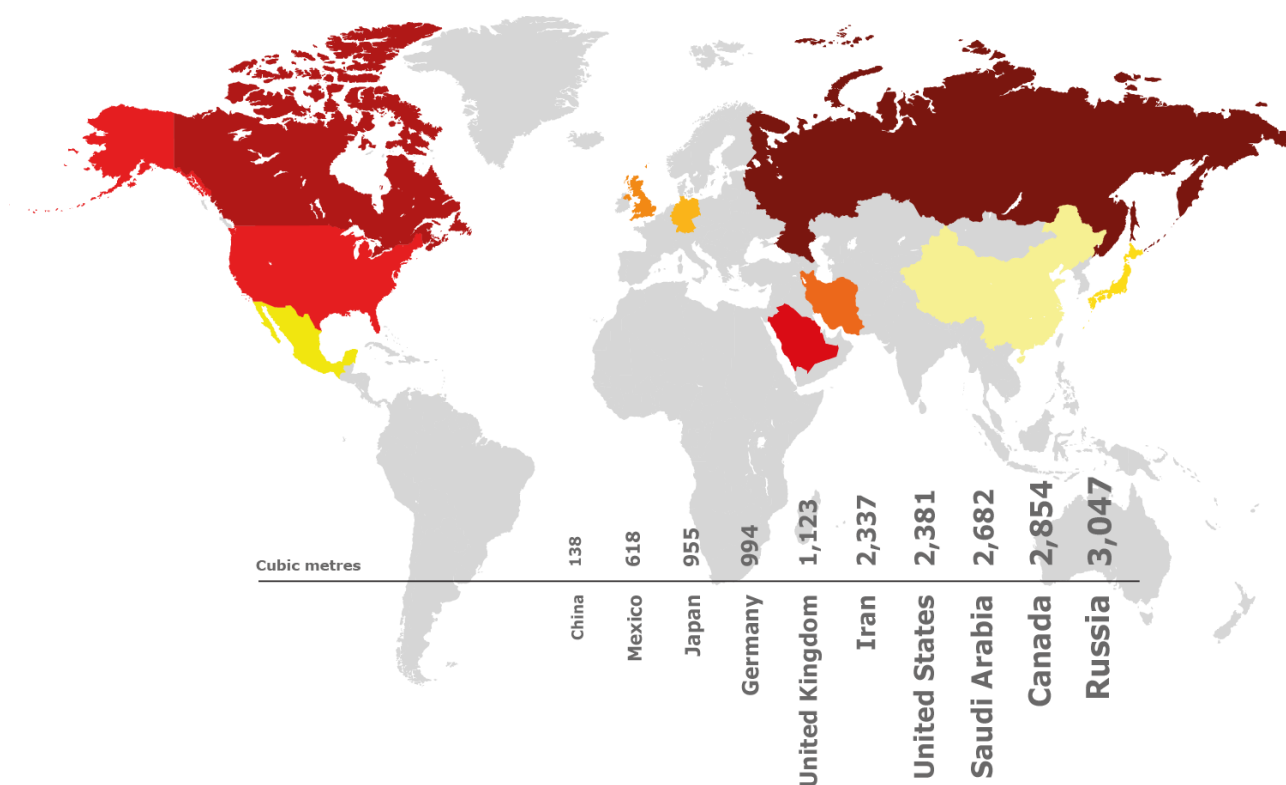 Cubic metres
138
618
955
994
1,123
2,337
2,381
2,682
2,854
3,047
China
Mexico
Japan
Germany
United Kingdom
Iran
United States
Saudi Arabia
Canada
Russia